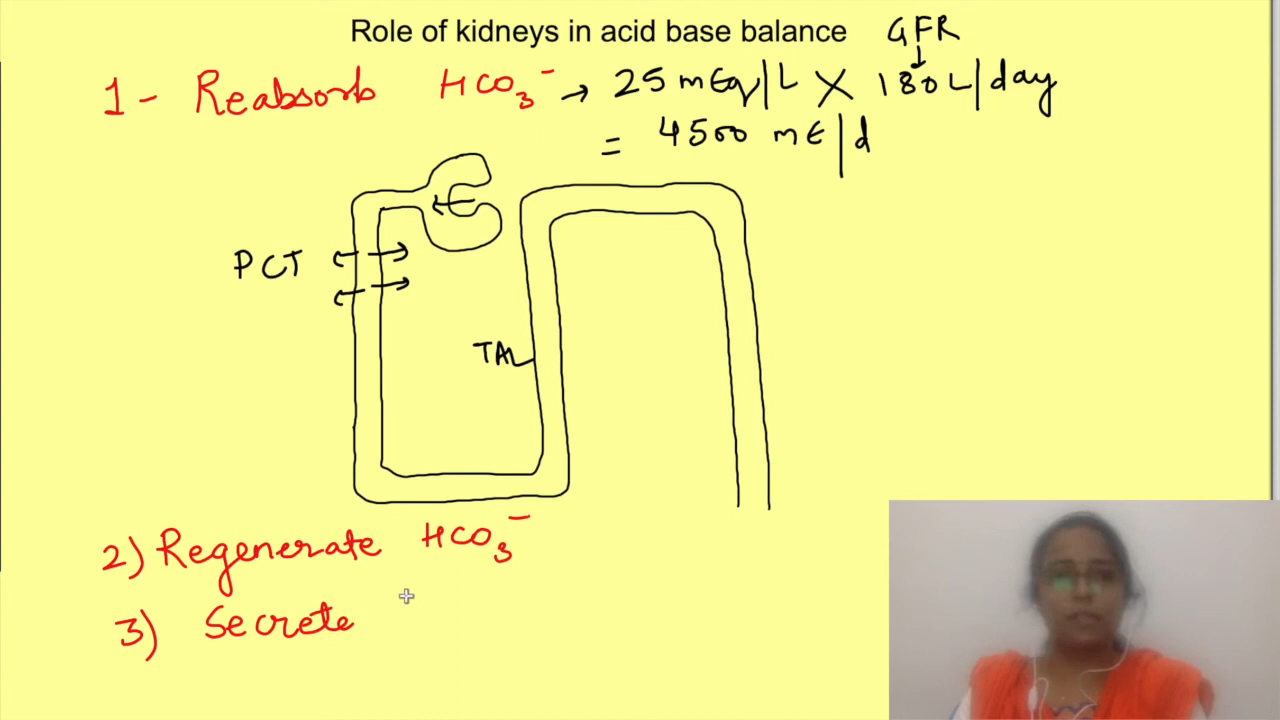 Role of kidneys in acid base balance GFR
1 - Reabsorb HCO3⁻ → 25 mEq/L X 180L/day
= 4500 mE/d
PCT
TAL
2) Regenerate HCO3⁻
3) Secrete